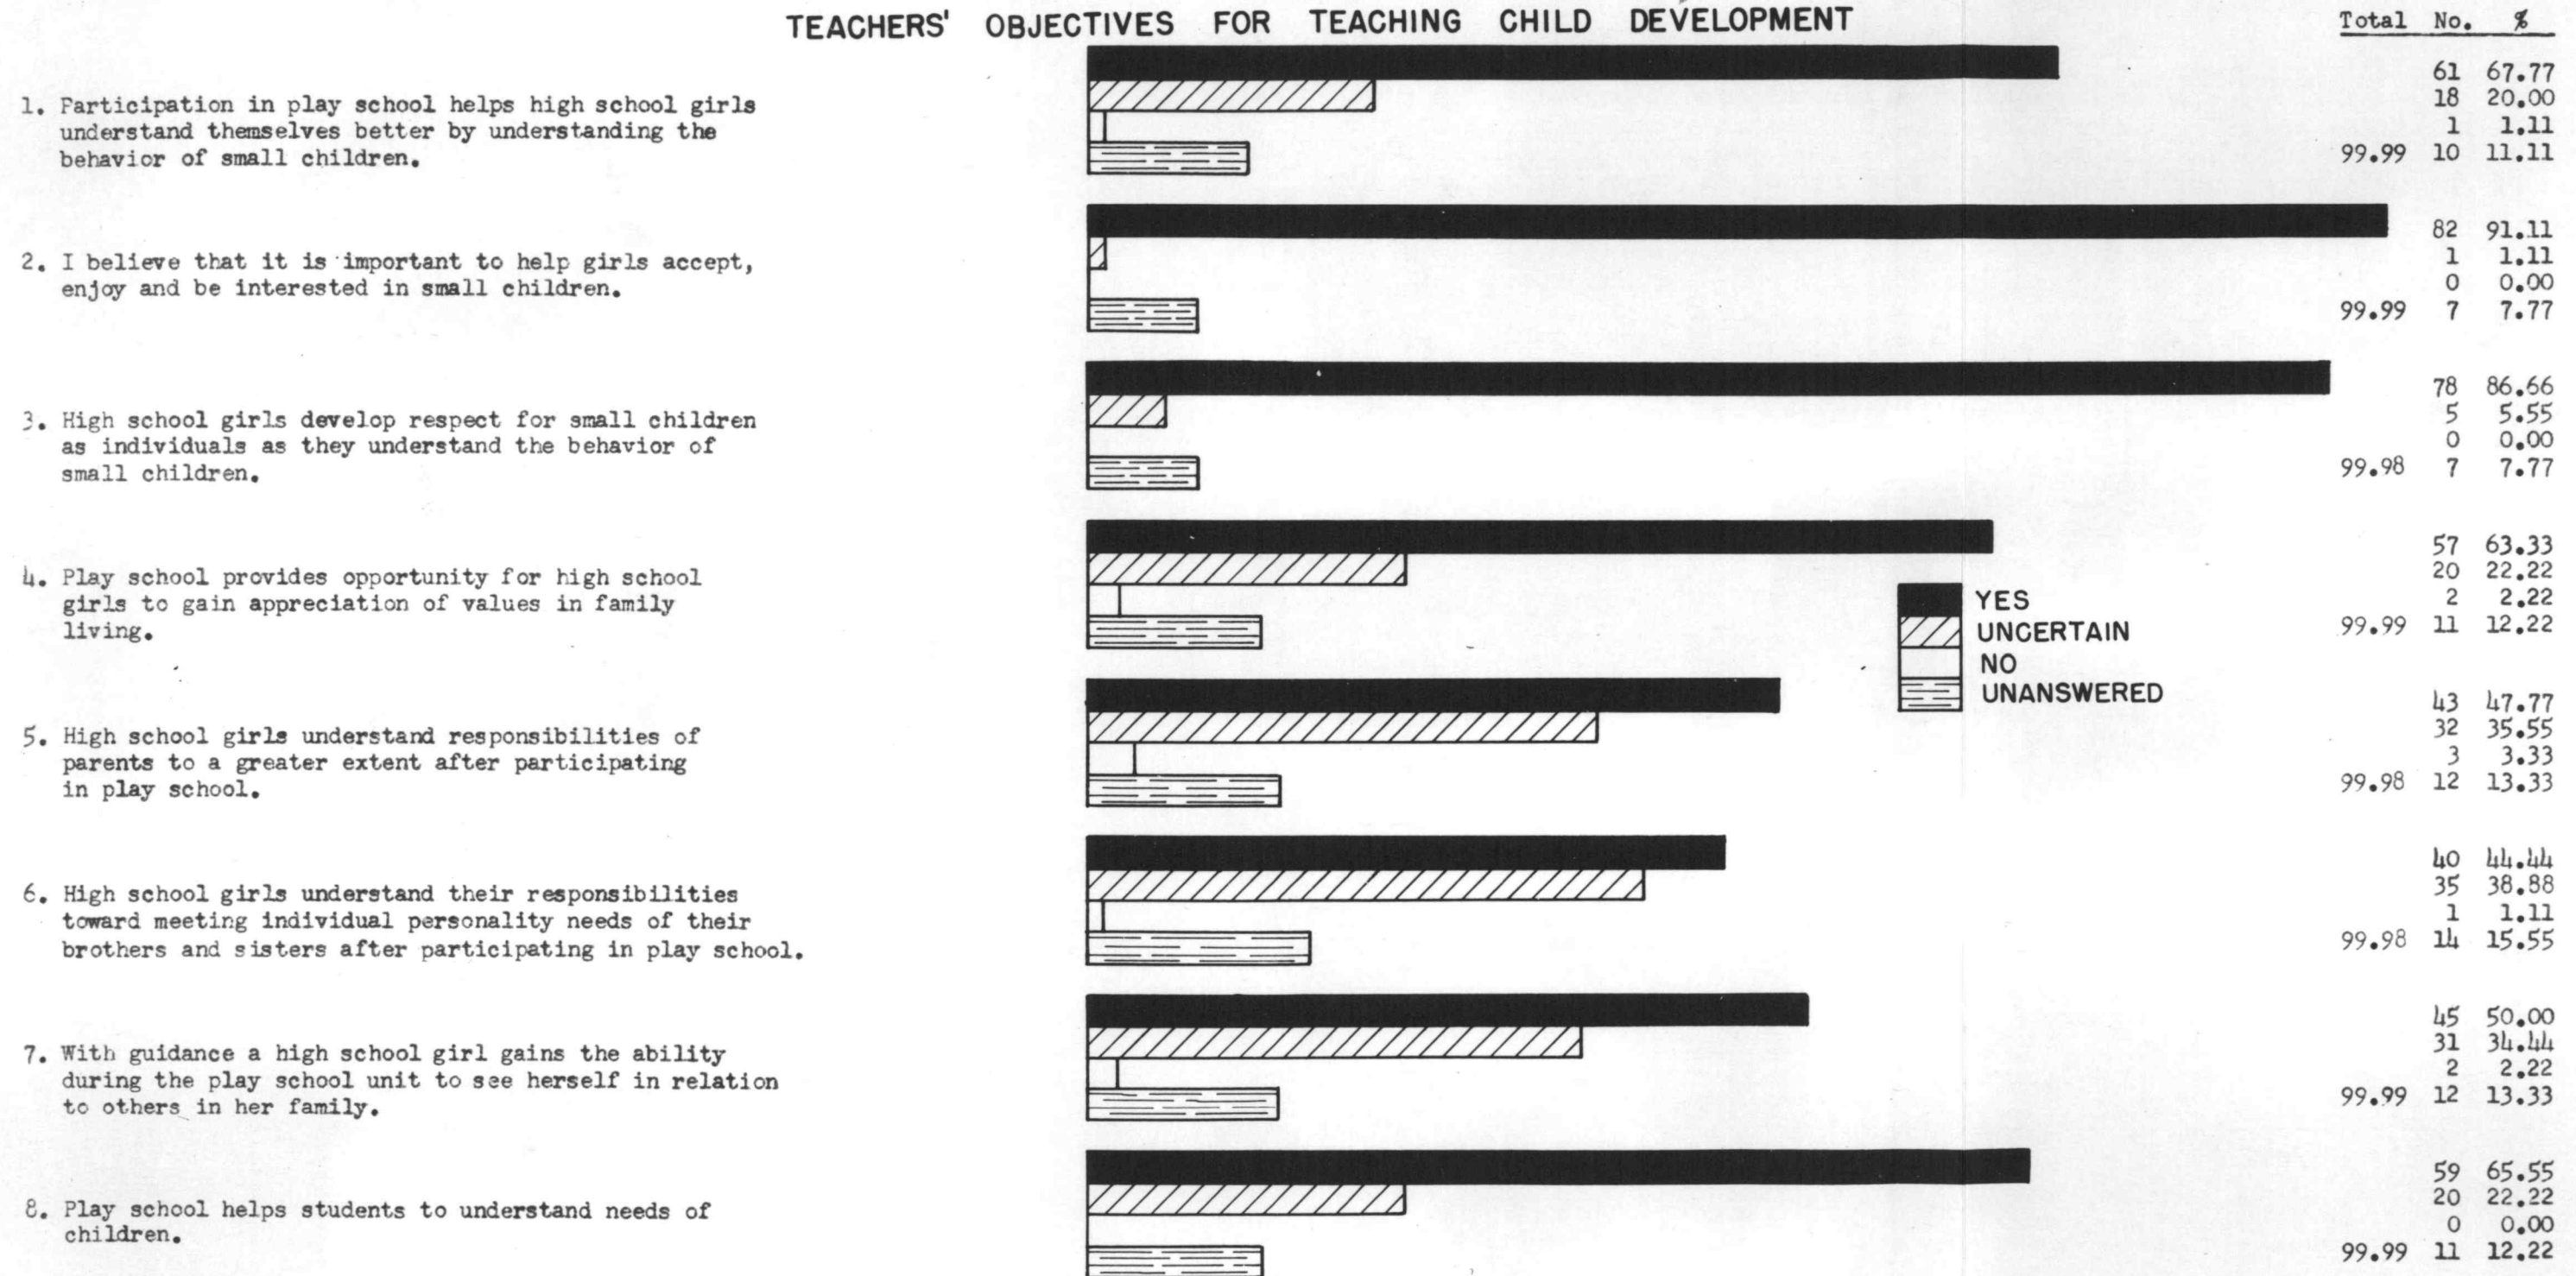 TEACHERS' OBJECTIVES FOR TEACHING CHILD DEVELOPMENT
Total No. %
1. Participation in play school helps high school girls
understand themselves better by understanding the
behavior of small children.
61 67.77
18 20.00
1 1.11
99.99 10 11.11
2. I believe that it is important to help girls accept,
enjoy and be interested in small children.
82 91.11
1 1.11
0 0.00
99.99 7 7.77
3. High school girls develop respect for small children
as individuals as they understand the behavior of
small children.
78 86.66
5 5.55
0 0.00
99.98 7 7.77
4. Play school provides opportunity for high school
girls to gain appreciation of values in family
living.
57 63.33
20 22.22
2 2.22
99.99 11 12.22
YES
UNCERTAIN
NO
UNANSWERED
5. High school girls understand responsibilities of
parents to a greater extent after participating
in play school.
43 47.77
32 35.55
3 3.33
99.98 12 13.33
6. High school girls understand their responsibilities
toward meeting individual personality needs of their
brothers and sisters after participating in play school.
40 44.44
35 38.88
1 1.11
99.98 14 15.55
7. With guidance a high school girl gains the ability
during the play school unit to see herself in relation
to others in her family.
45 50.00
31 34.44
2 2.22
99.99 12 13.33
8. Play school helps students to understand needs of
children.
59 65.55
20 22.22
0 0.00
99.99 11 12.22